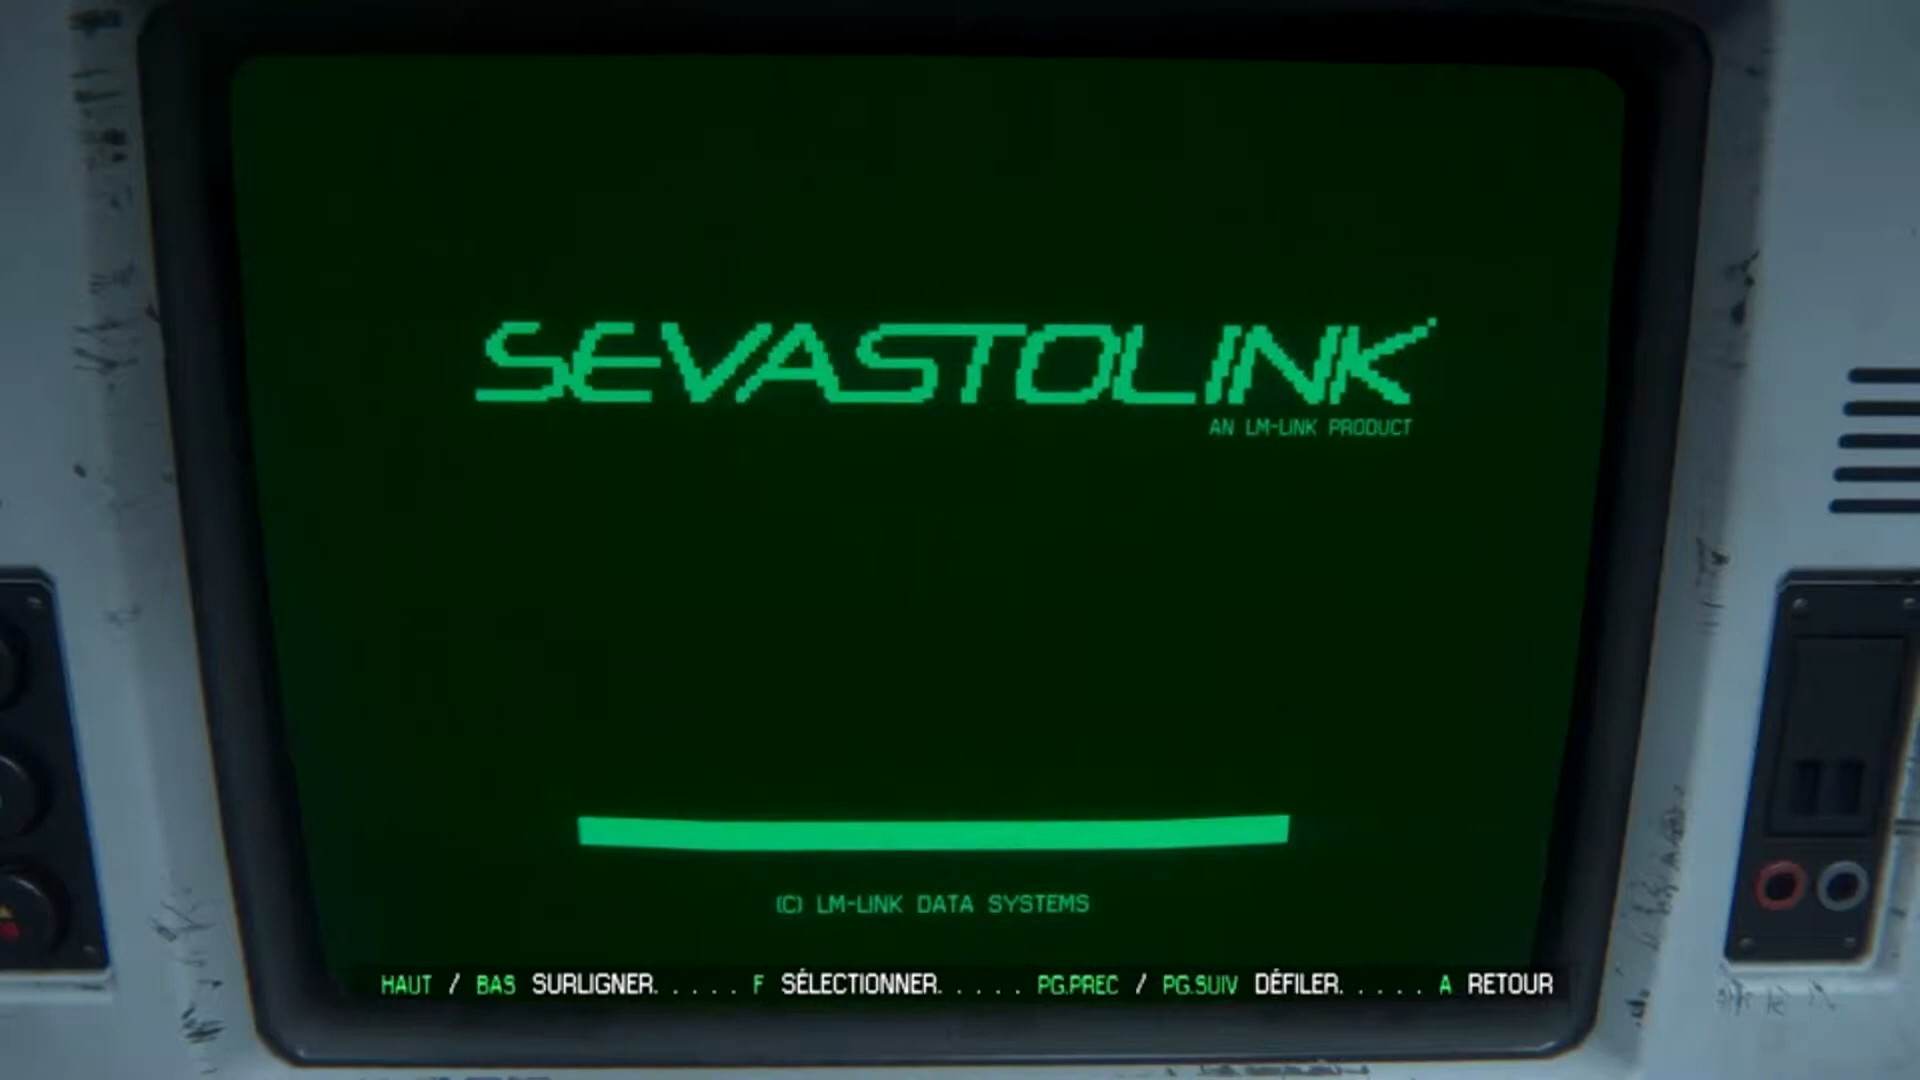 SEVASTOLINK
AN LM-LINK PRODUCT
(C) LM-LINK DATA SYSTEMS
HAUT / BAS SURLIGNER. . . . . F SÉLECTIONNER. . . . . PG.PREC / PG.SUIV DÉFILER. . . . . A RETOUR